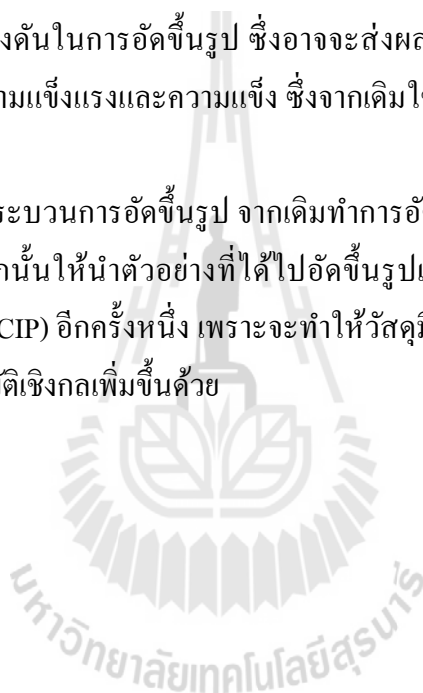 งดันในการอัดขึ้นรูป ซึ่งอาจจะส่งผล
ามแข็งแรงและความแข็ง ซึ่งจากเดิมใช
ระบวนการอัดขึ้นรูป จากเดิมทำการอั
กนั้นให้นำตัวอย่างที่ได้ไปอัดขึ้นรูปแ
CIP) อีกครั้งหนึ่ง เพราะจะทำให้วัสดุมี
ัติเชิงกลเพิ่มขึ้นด้วย
มหาวิทยาลัยเทคโนโลยีสุรนารี